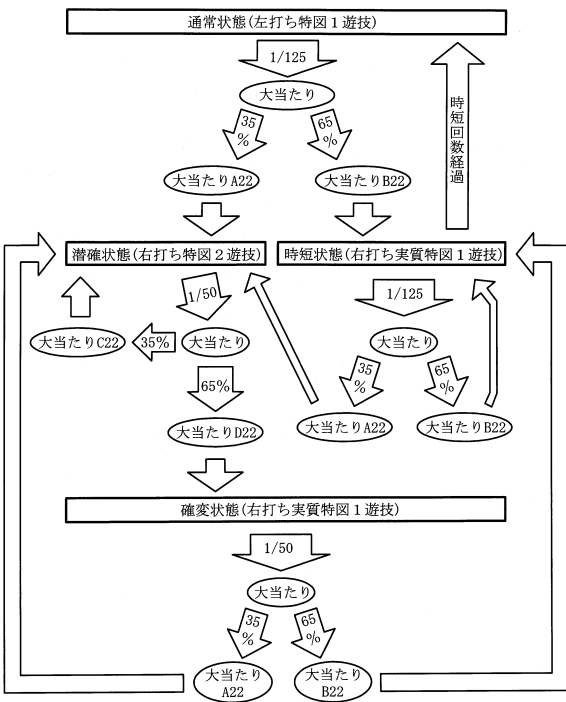 通常状態(左打ち特図1遊技)
1/125
大当たり
35
%
65
%
時短回数経過
大当たりA22
大当たりB22
潜確状態(右打ち特図2遊技)
時短状態(右打ち実質特図1遊技)
1/50
1/125
大当たりC22
35%
大当たり
大当たり
35
%
65
%
65%
大当たりD22
大当たりA22
大当たりB22
確変状態(右打ち実質特図1遊技)
1/50
大当たり
35
%
65
%
大当たり
A22
大当たり
B22